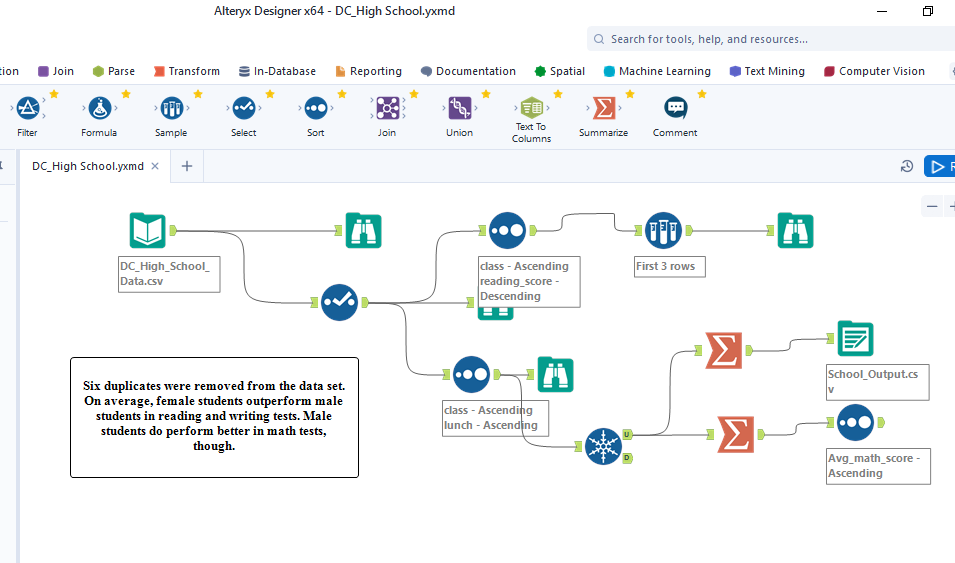 Alteryx Designer x64 - DC_High School.yxmd
Search for tools, help, and resources...
tion Join Parse Transform In-Database Reporting Documentation Spatial Machine Learning Text Mining Computer Vision
Filter Formula Sample Select Sort Join Union Text To Columns Summarize Comment
DC_High School.yxmd
R
DC_High_School_
Data.csv
class - Ascending
reading_score -
Descending
First 3 rows
Six duplicates were removed from the data set.
On average, female students outperform male
students in reading and writing tests. Male
students do perform better in math tests,
though.
class - Ascending
lunch - Ascending
U
D
School_Output.cs
v
Avg_math_score -
Ascending